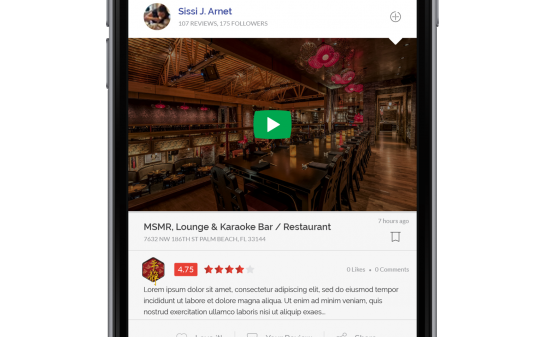 Sissi J. Arnet
107 REVIEWS, 175 FOLLOWERS
7 hours ago
MSMR, Lounge & Karaoke Bar / Restaurant
7632 NW 186TH ST PALM BEACH, FL 33144
4.75
0 Likes • 0 Comments
Lorem ipsum dolor sit amet, consectetur adipiscing elit, sed do eiusmod tempor
incididunt ut labore et dolore magna aliqua. Ut enim ad minim veniam, quis
nostrud exercitation ullamco laboris nisi ut aliquip exaes...